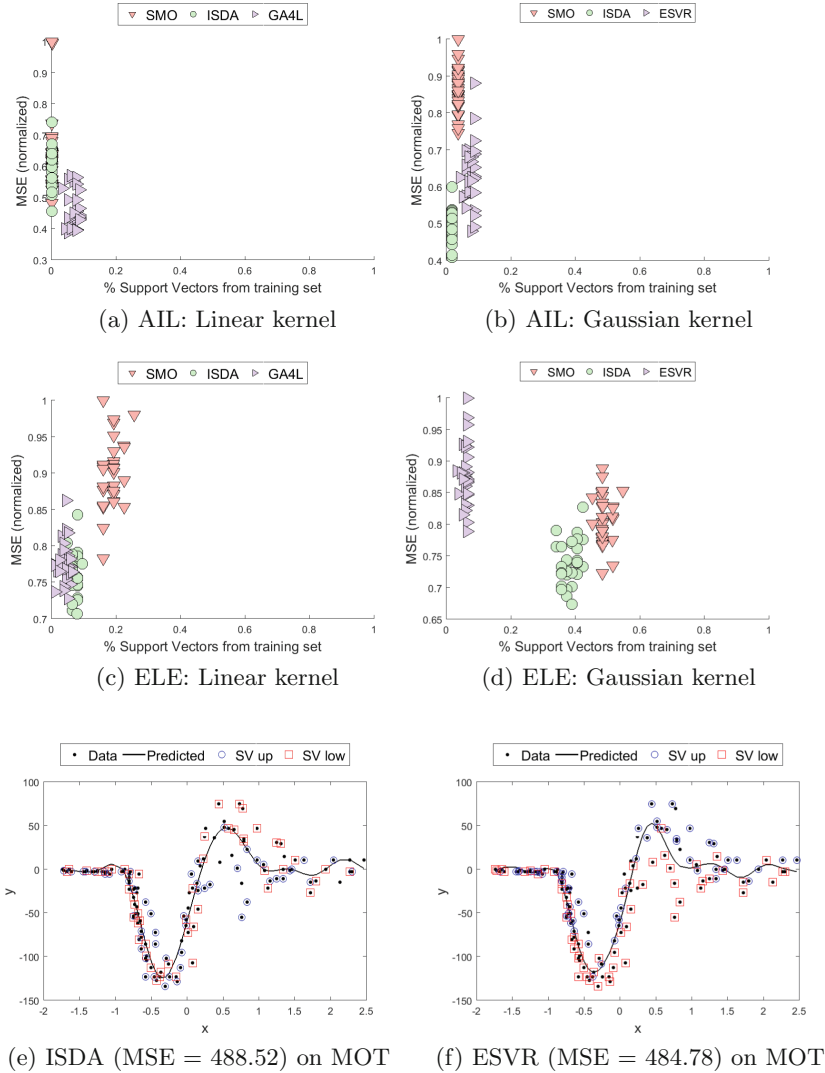 SMO ISDA GA4L
1
0.9
0.8
0.7
0.6
0.5
0.4
0.3
0 0.2 0.4 0.6 0.8 1
MSE (normalized)
% Support Vectors from training set
(a) AIL: Linear kernel
SMO ISDA ESVR
1
0.9
0.8
0.7
0.6
0.5
0.4
0 0.2 0.4 0.6 0.8 1
MSE (normalized)
% Support Vectors from training set
(b) AIL: Gaussian kernel
SMO ISDA GA4L
1
0.95
0.9
0.85
0.8
0.75
0.7
0 0.2 0.4 0.6 0.8 1
MSE (normalized)
% Support Vectors from training set
(c) ELE: Linear kernel
SMO ISDA ESVR
1
0.95
0.9
0.85
0.8
0.75
0.7
0.65
0 0.2 0.4 0.6 0.8 1
MSE (normalized)
% Support Vectors from training set
(d) ELE: Gaussian kernel
Data Predicted SV up SV low
100
50
0
-50
-100
-150
-2 -1.5 -1 -0.5 0 0.5 1 1.5 2 2.5
y
x
(e) ISDA (MSE = 488.52) on MOT
Data Predicted SV up SV low
100
50
0
-50
-100
-150
-2 -1.5 -1 -0.5 0 0.5 1 1.5 2 2.5
y
x
(f) ESVR (MSE = 484.78) on MOT